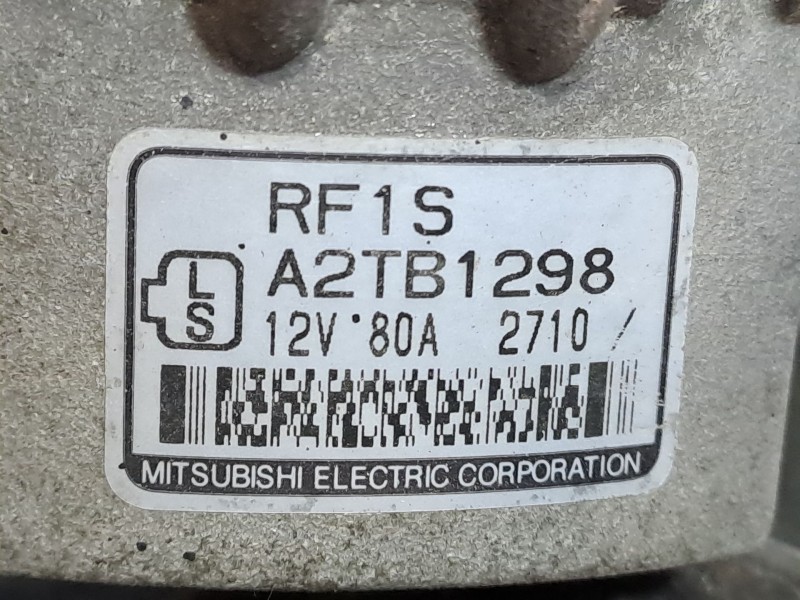 RF1S
A2TB1298
L
S
12V 80A 2710
MITSUBISHI ELECTRIC CORPORATION